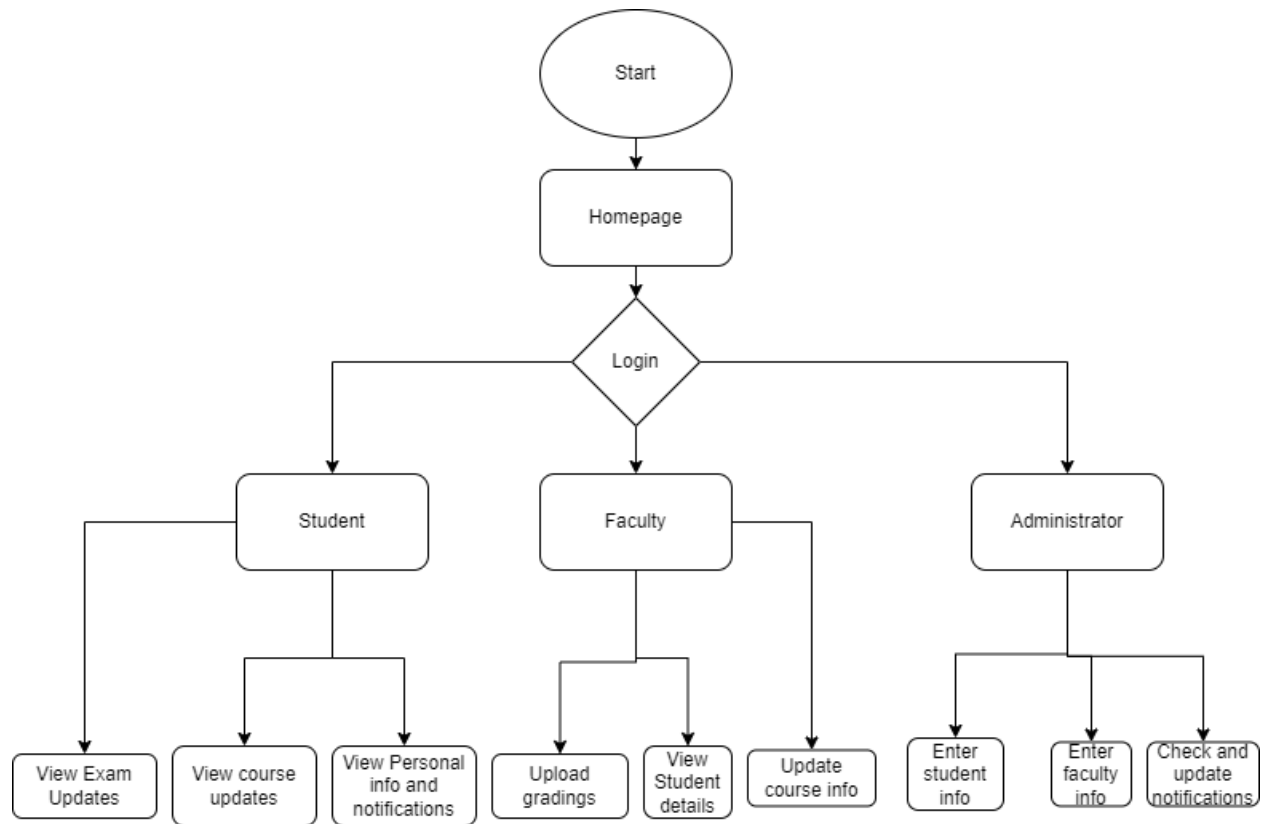 Start
Homepage
Login
Student
Faculty
Administrator
View Exam
Updates
View course
updates
View Personal
info and
notifications
Upload
gradings
View
Student
details
Update
course info
Enter
student
info
Enter
faculty
info
Check and
update
notifications